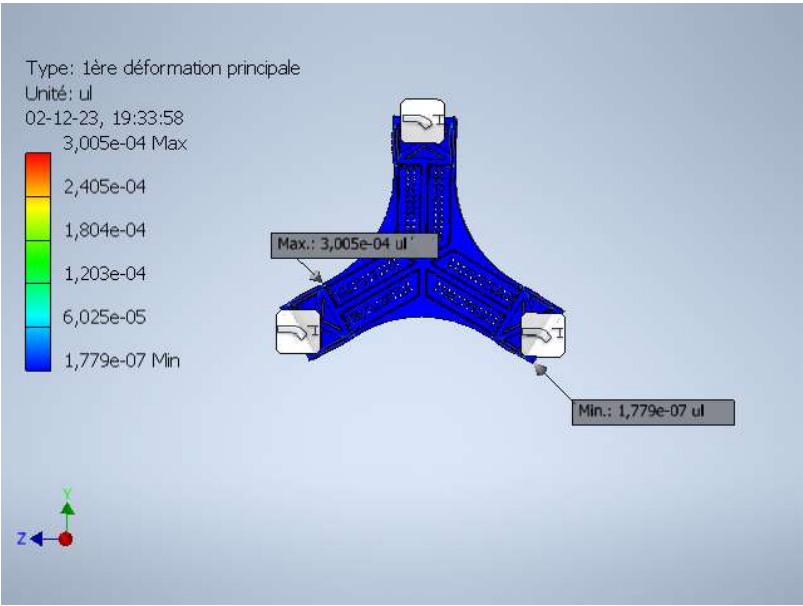 Type: 1ère déformation principale
Unité: ul
02-12-23, 19:33:58
3,005e-04 Max
2,405e-04
1,804e-04
1,203e-04
6,025e-05
1,779e-07 Min
Max.: 3,005e-04 ul
Min.: 1,779e-07 ul
Y
Z